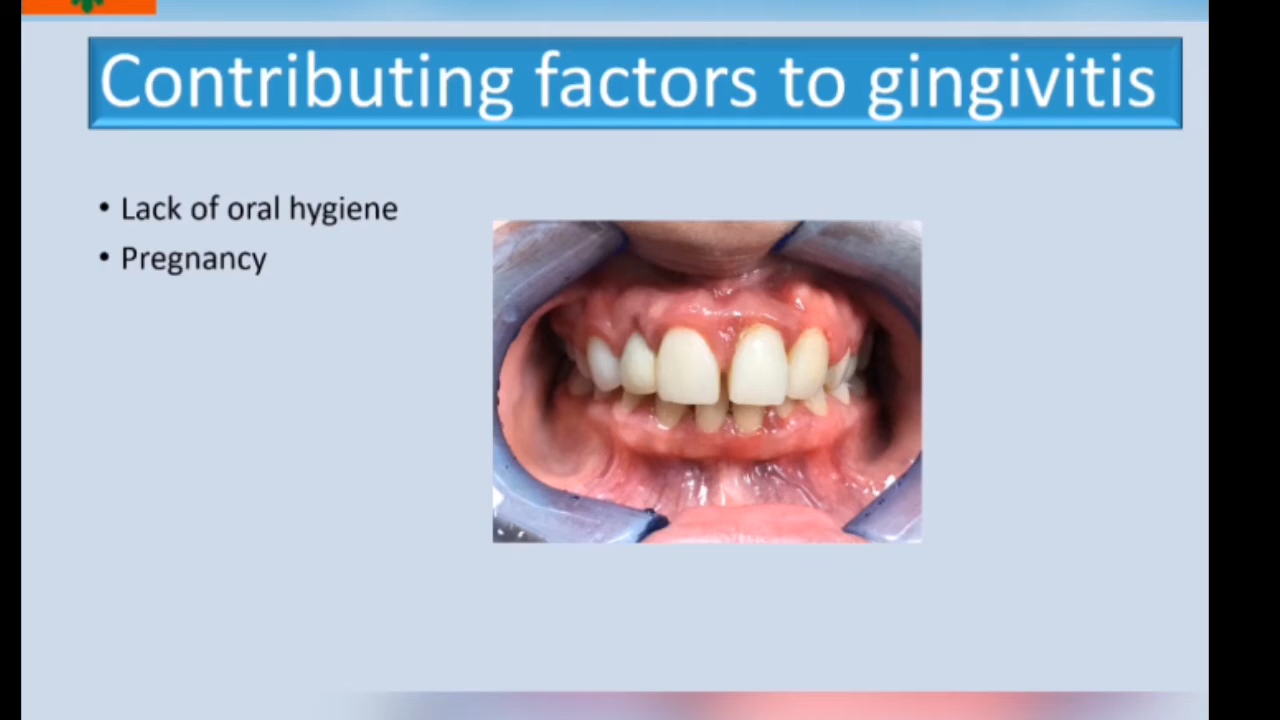 Contributing factors to gingivitis
• Lack of oral hygiene
• Pregnancy